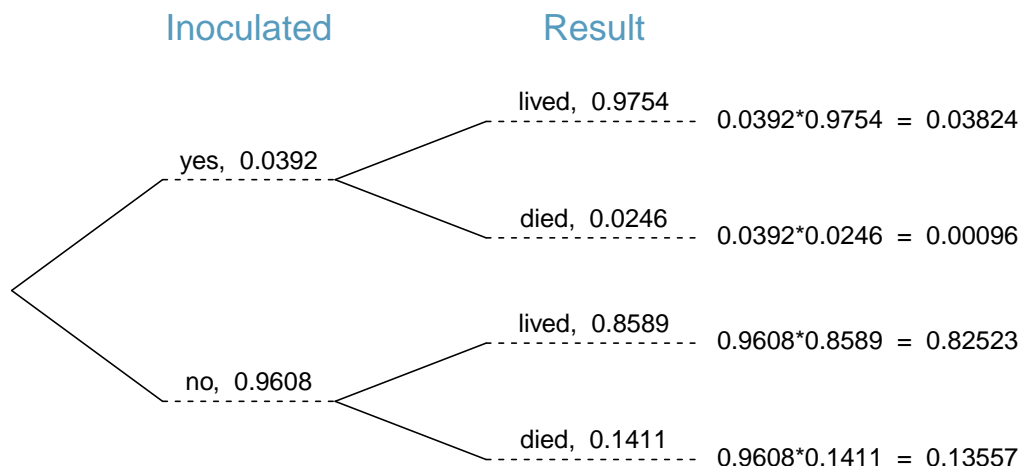 Inoculated
Result
lived, 0.9754
0.0392*0.9754 = 0.03824
yes, 0.0392
died, 0.0246
0.0392*0.0246 = 0.00096
lived, 0.8589
0.9608*0.8589 = 0.82523
no, 0.9608
died, 0.1411
0.9608*0.1411 = 0.13557